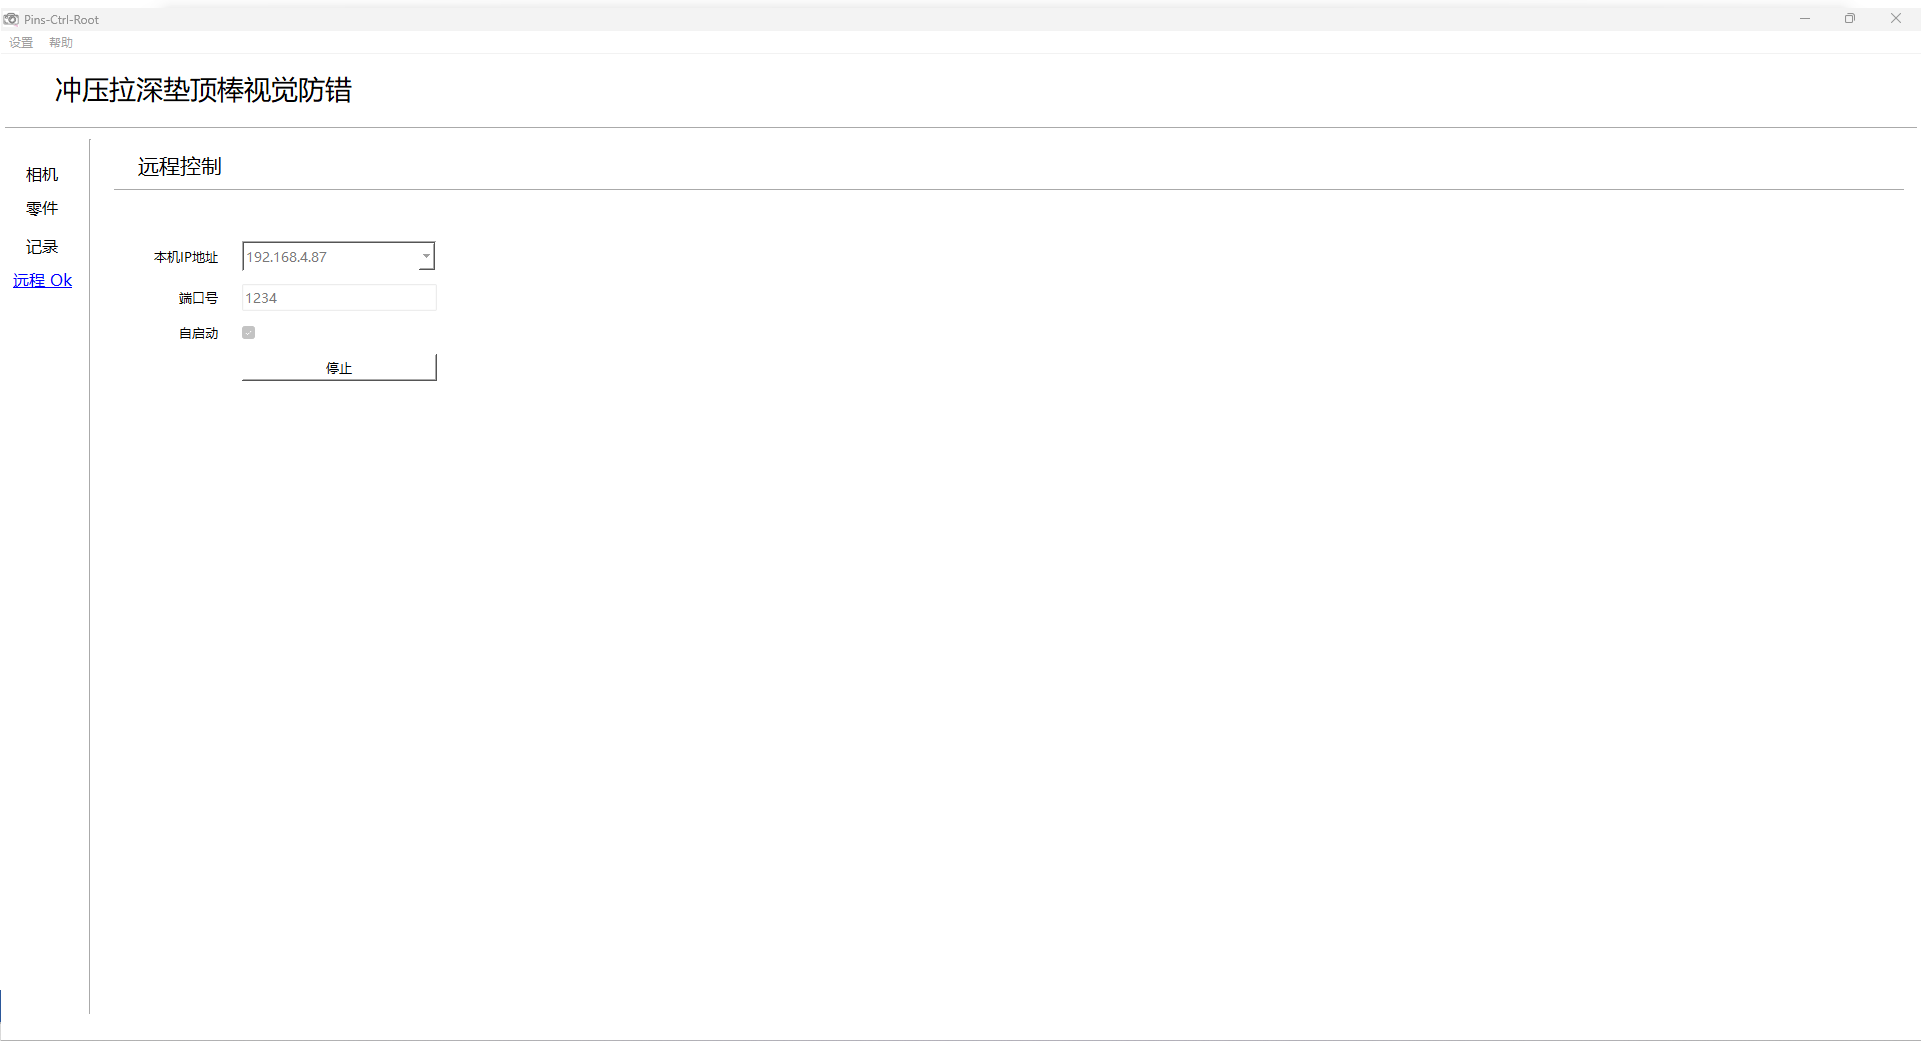 Pins-Ctrl-Root
设置 帮助
冲压拉深垫顶棒视觉防错
相机
零件
记录
远程 Ok
远程控制
本机IP地址 192.168.4.87
端口号 1234
自启动
停止